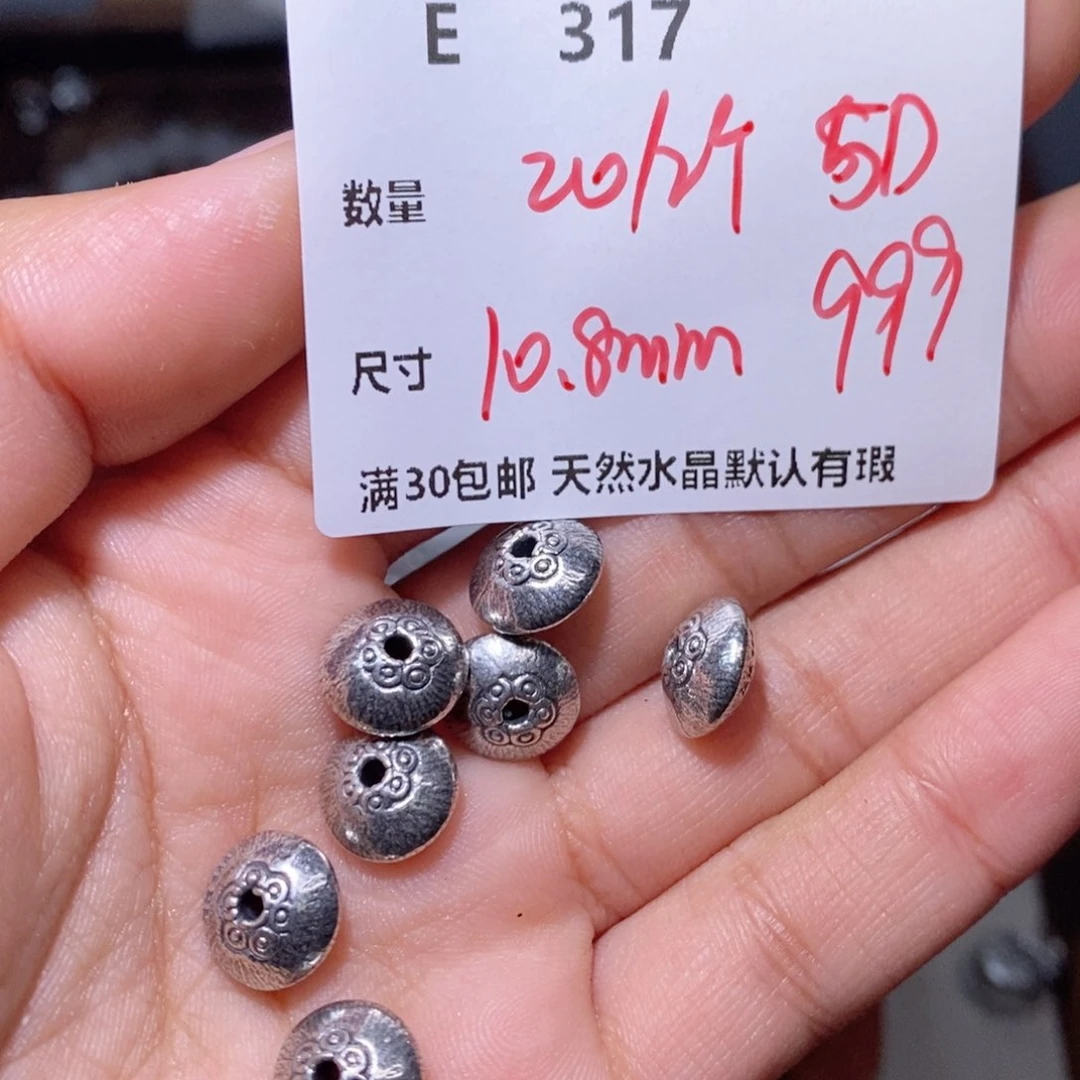 E 317
数量 20/2个 5D
尺寸 10.8mm 999
满30包邮 天然水晶默认有瑕